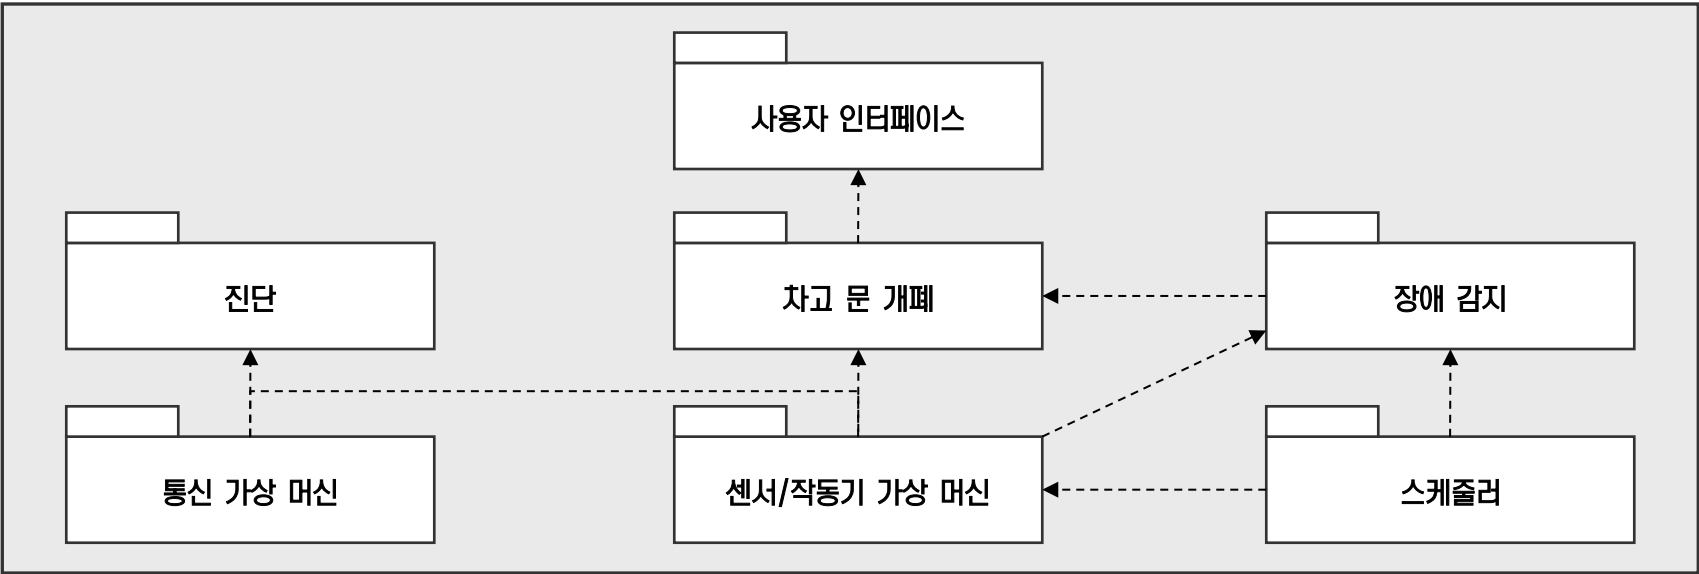 사용자 인터페이스
진단
차고 문 개폐
장애 감지
통신 가상 머신
센서/작동기 가상 머신
스케줄러